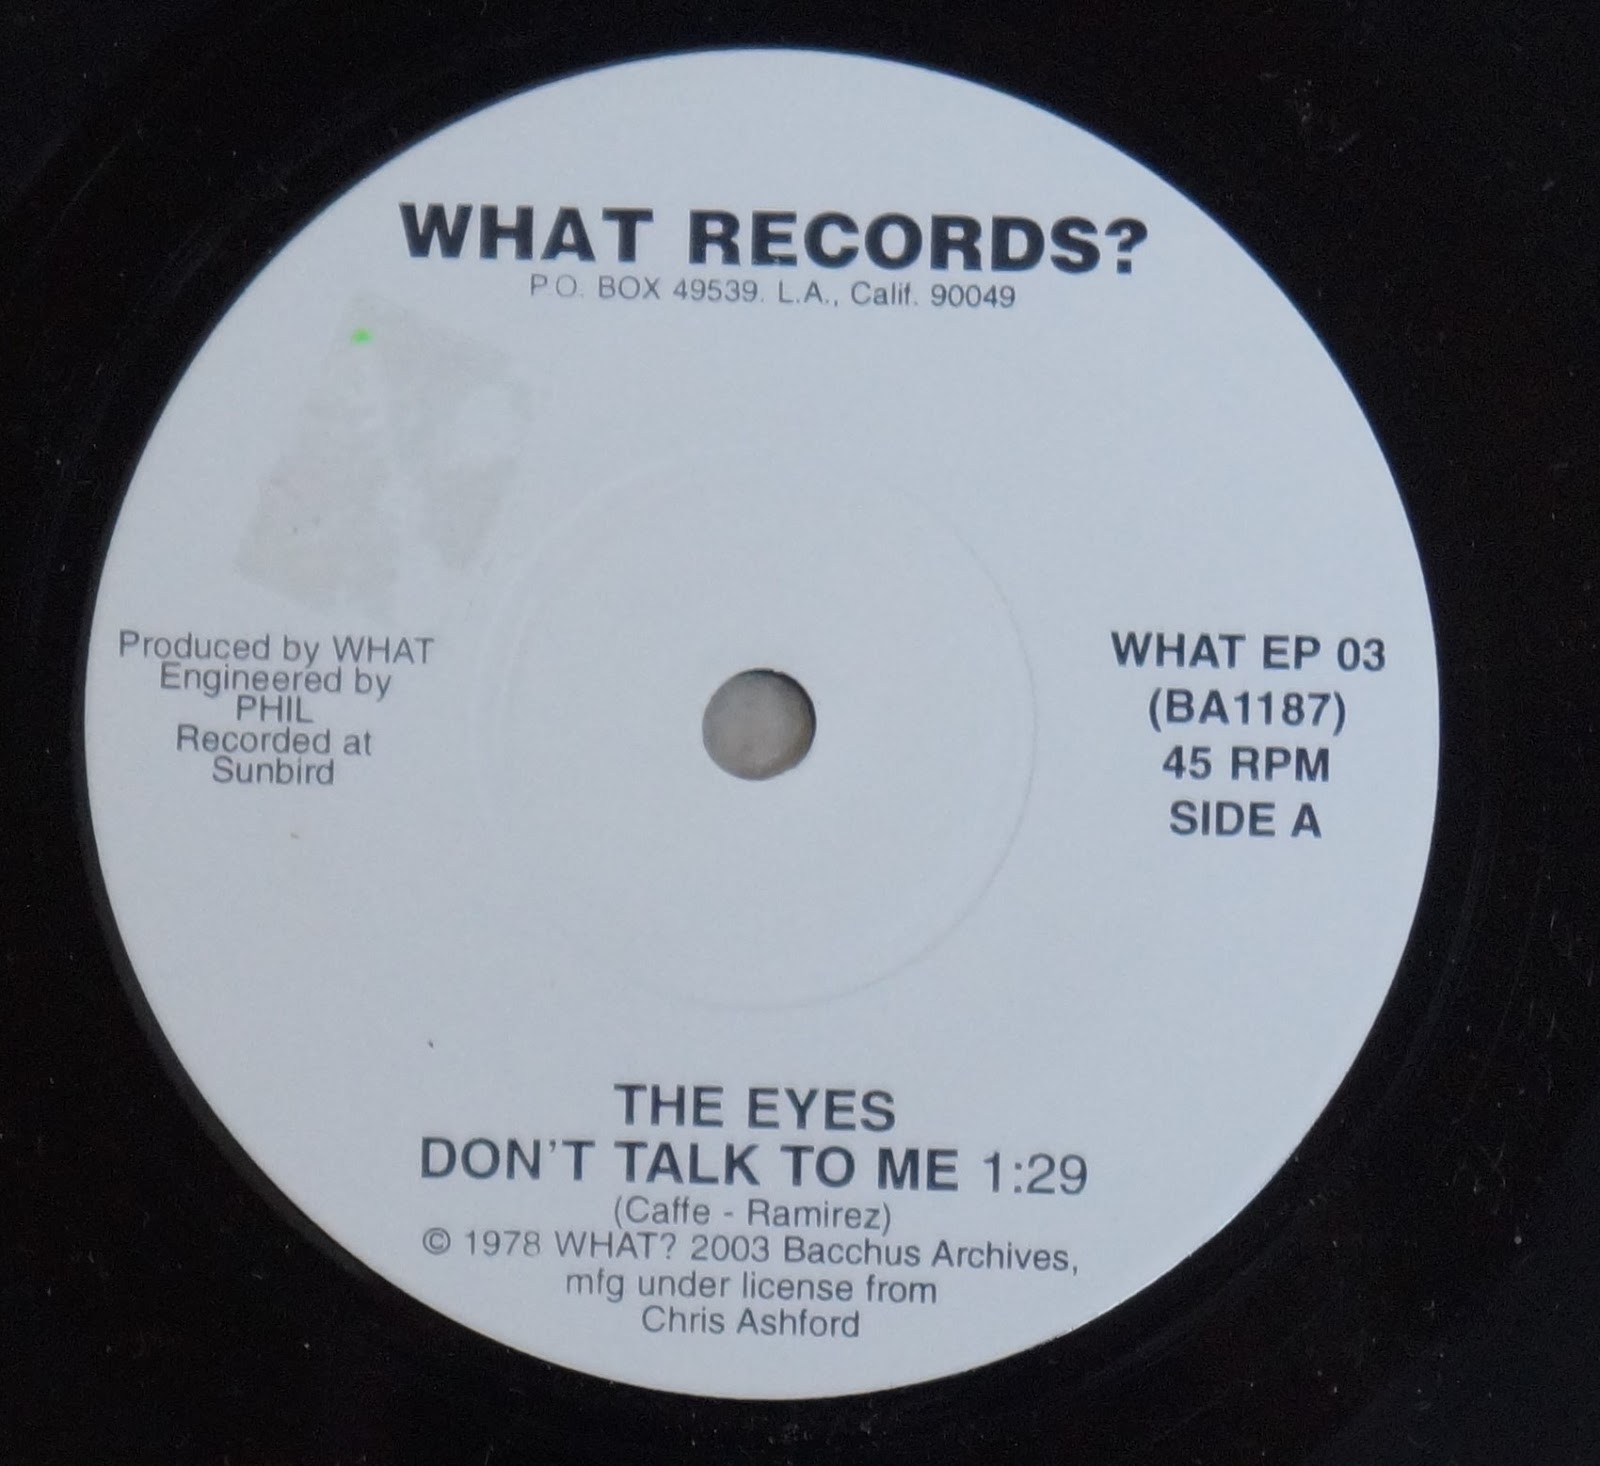 WHAT RECORDS?
P.O. BOX 49539. L.A., Calif. 90049
Produced by WHAT
Engineered by
PHIL
Recorded at
Sunbird
WHAT EP 03
(BA1187)
45 RPM
SIDE A
THE EYES
DON'T TALK TO ME 1:29
(Caffe - Ramirez)
© 1978 WHAT? 2003 Bacchus Archives,
mfg under license from
Chris Ashford